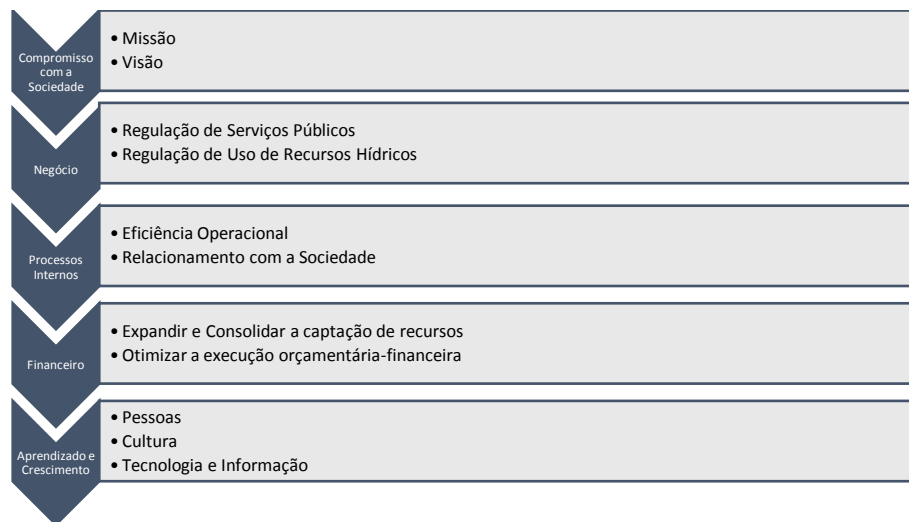 Compromisso
com a
Sociedade
• Missão
• Visão
Negócio
• Regulação de Serviços Públicos
• Regulação de Uso de Recursos Hídricos
Processos
Internos
• Eficiência Operacional
• Relacionamento com a Sociedade
Financeiro
• Expandir e Consolidar a captação de recursos
• Otimizar a execução orçamentária-financeira
Aprendizado e
Crescimento
• Pessoas
• Cultura
• Tecnologia e Informação